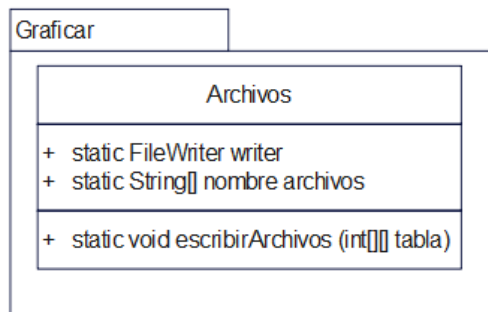 Graficar
Archivos
+ static FileWriter writer
+ static String[] nombre archivos
+ static void escribirArchivos (int[][] tabla)